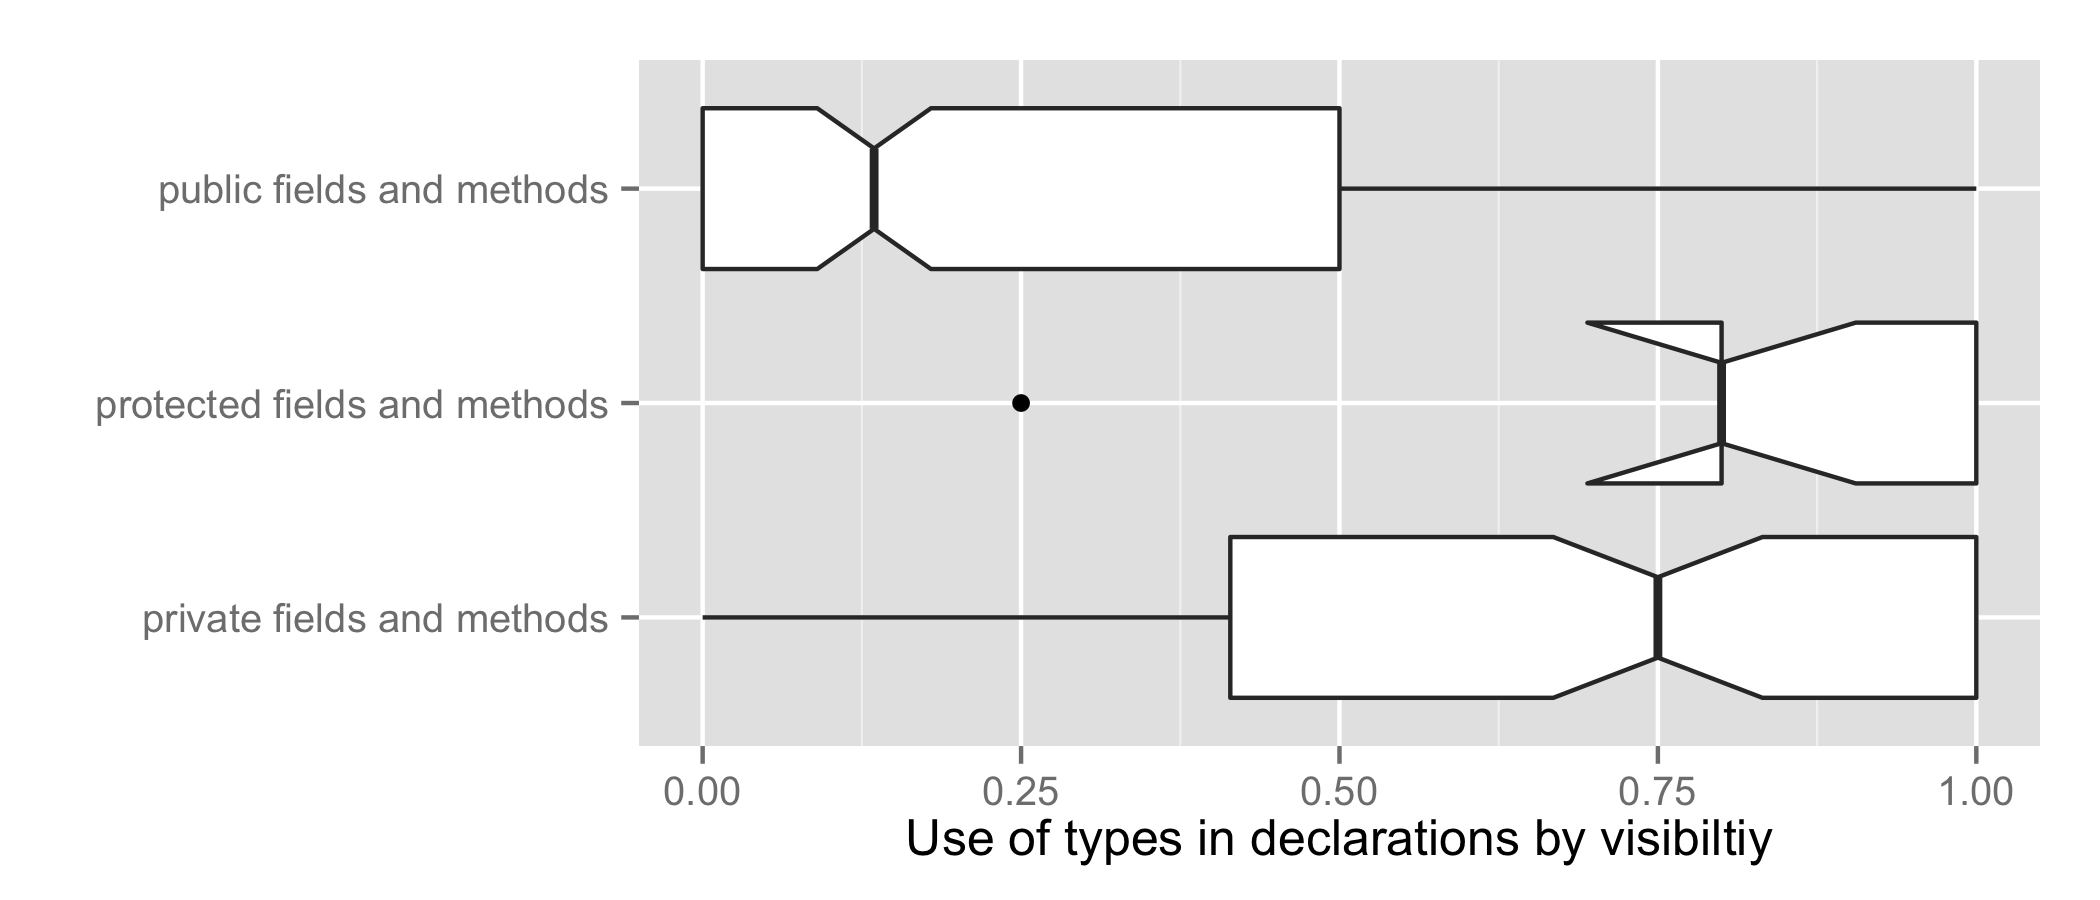 public fields and methods
protected fields and methods
private fields and methods
0.00 0.25 0.50 0.75 1.00
Use of types in declarations by visibiltiy